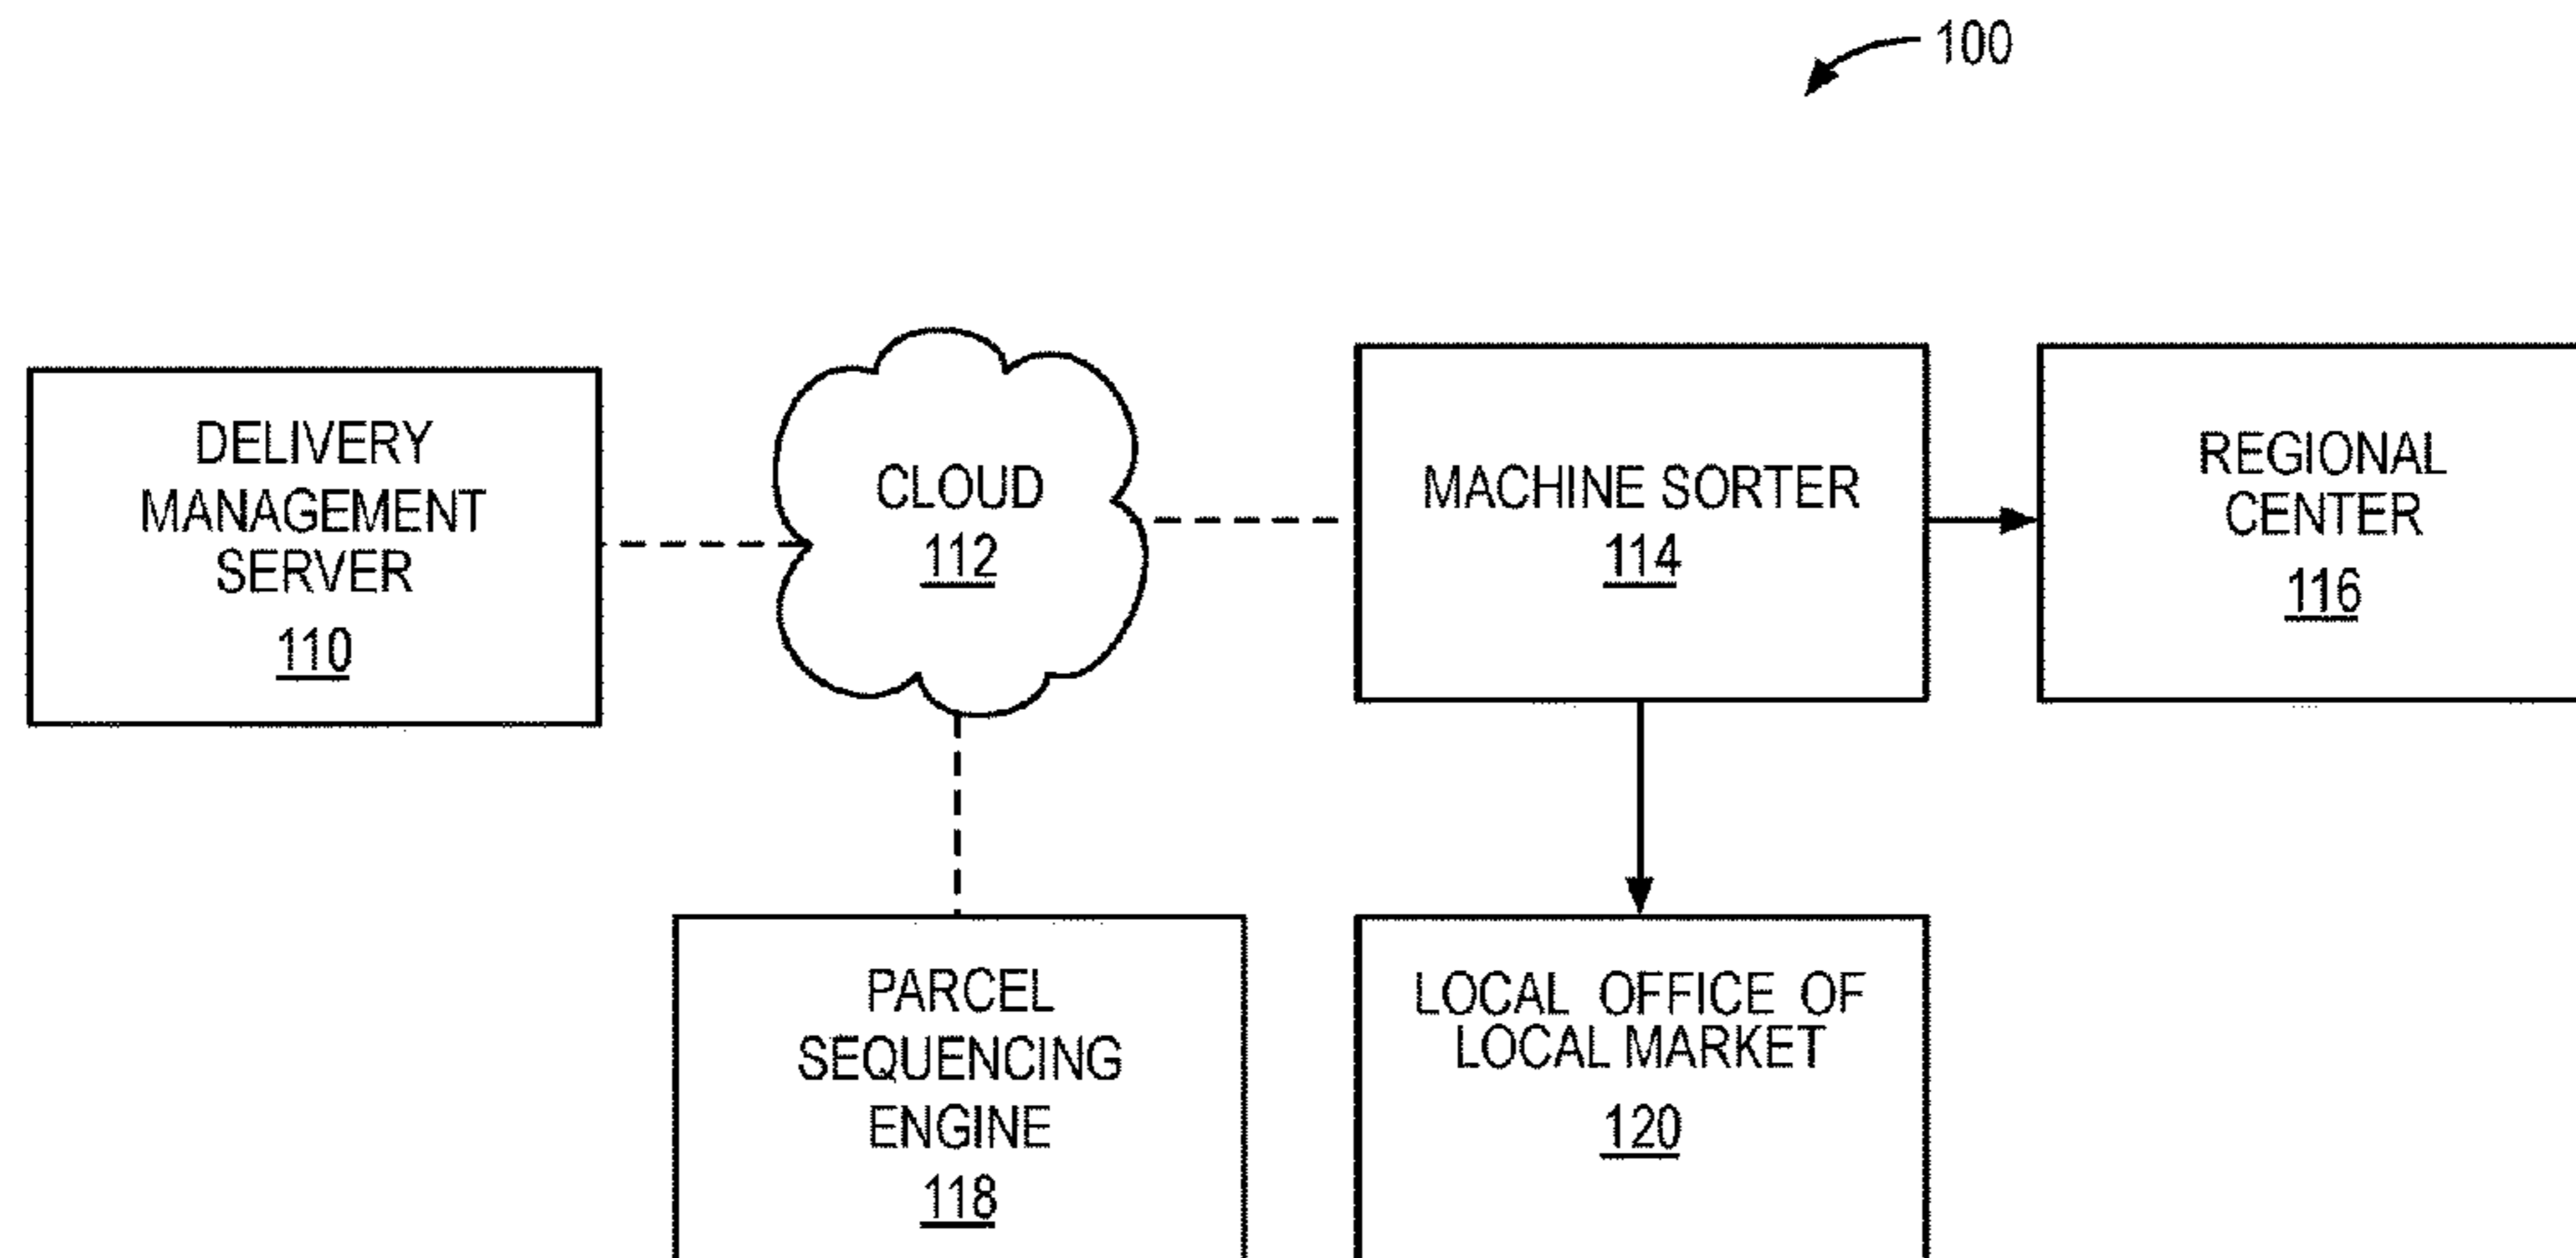 100
DELIVERY
MANAGEMENT
SERVER
110
CLOUD
112
MACHINE SORTER
114
REGIONAL
CENTER
116
PARCEL
SEQUENCING
ENGINE
118
LOCAL OFFICE OF
LOCAL MARKET
120